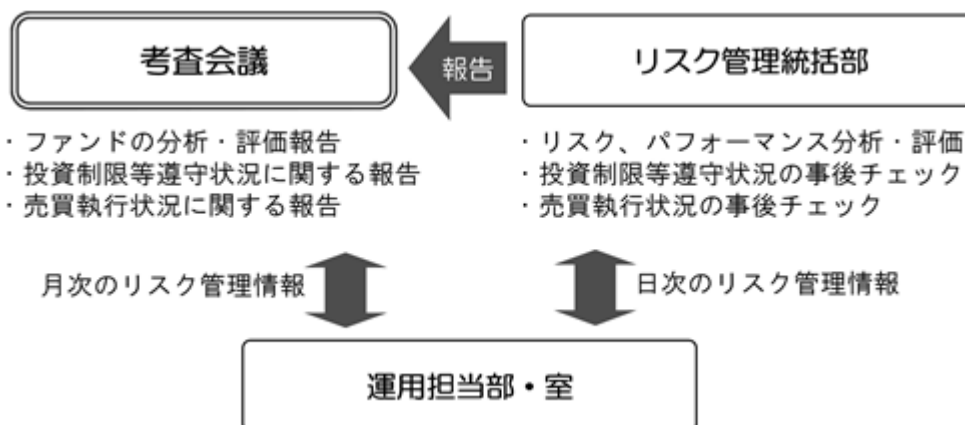 考査会議
報告
リスク管理統括部
・ファンドの分析・評価報告
・投資制限等遵守状況に関する報告
・売買執行状況に関する報告
・リスク、パフォーマンス分析・評価
・投資制限等遵守状況の事後チェック
・売買執行状況の事後チェック
月次のリスク管理情報
日次のリスク管理情報
運用担当部・室